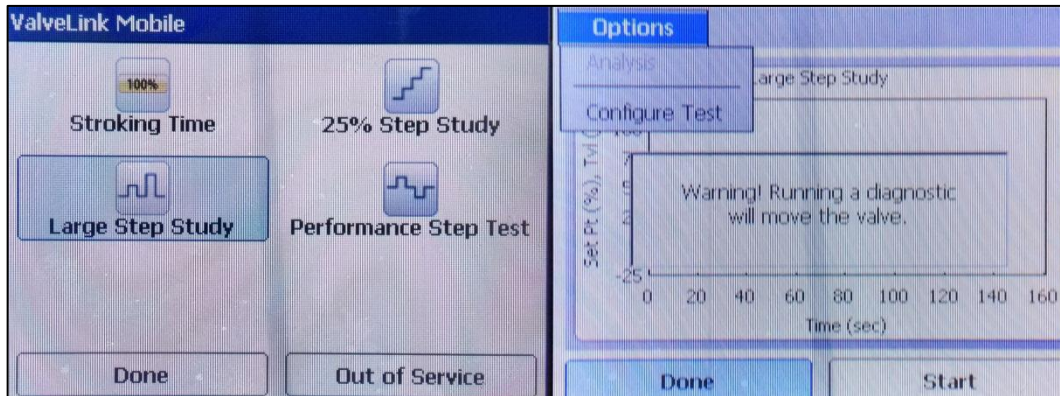 ValveLink Mobile
100%
Stroking Time
25% Step Study
Large Step Study
Performance Step Test
Done
Out of Service
Options
Analysis
Configure Test
arge Step Study
Set Pt (%), Tvl (
Warning! Running a diagnostic
will move the valve.
-25
0 20 40 60 80 100 120 140 160
Time (sec)
Done
Start